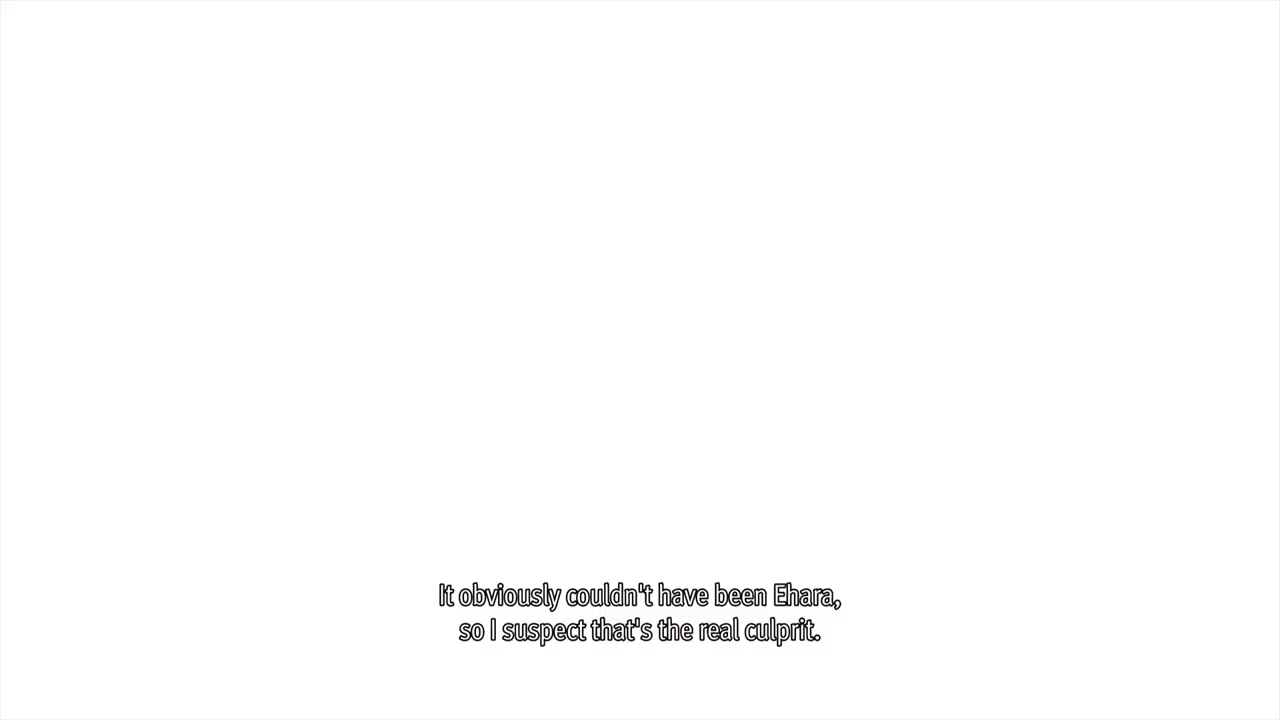 It obviously couldn't have been Ehara,
so I suspect that's the real culprit.